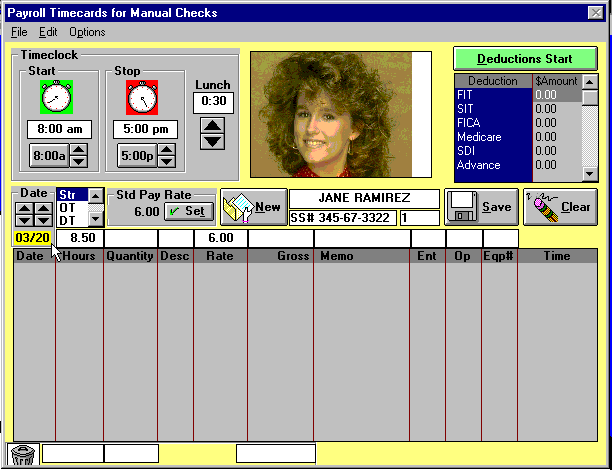 Payroll Timecards for Manual Checks
File Edit Options
Timeclock
Start Stop
Lunch
0:30
8:00 am 5:00 pm
8:00a 5:00p
Deductions Start
Deduction $Amount
FIT 0.00
SIT 0.00
FICA 0.00
Medicare 0.00
SDI 0.00
Advance 0.00
Date
Str
OT
DT
Std Pay Rate
6.00 Set
New
JANE RAMIREZ
SS# 345-67-3322 1
Save
Clear
03/20 8.50 6.00
Date Hours Quantity Desc Rate Gross Memo Ent Op Eqp# Time